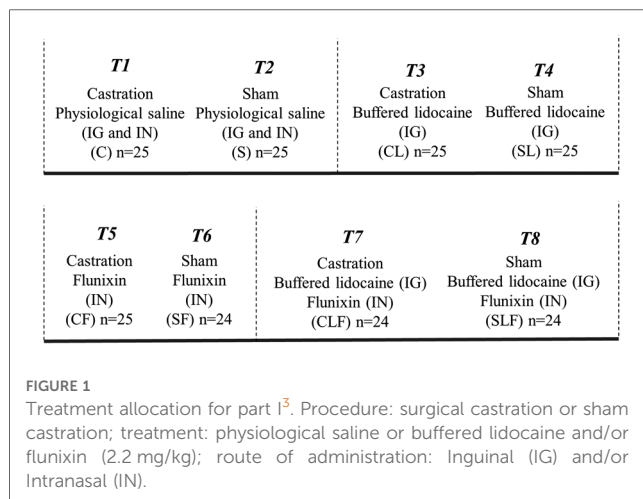 T1 T2 T3 T4
Castration Sham Castration Sham
Physiological saline Physiological saline Buffered lidocaine Buffered lidocaine
(IG and IN) (IG and IN) (IG) (IG)
(C) n=25 (S) n=25 (CL) n=25 (SL) n=25
T5 T6 T7 T8
Castration Sham Castration Sham
Flunixin Flunixin Buffered lidocaine (IG) Buffered lidocaine (IG)
(IN) (IN) Flunixin (IN) Flunixin (IN)
(CF) n=25 (SF) n=24 (CLF) n=24 (SLF) n=24
FIGURE 1
Treatment allocation for part I³. Procedure: surgical castration or sham
castration; treatment: physiological saline or buffered lidocaine and/or
flunixin (2.2 mg/kg); route of administration: Inguinal (IG) and/or
Intranasal (IN).